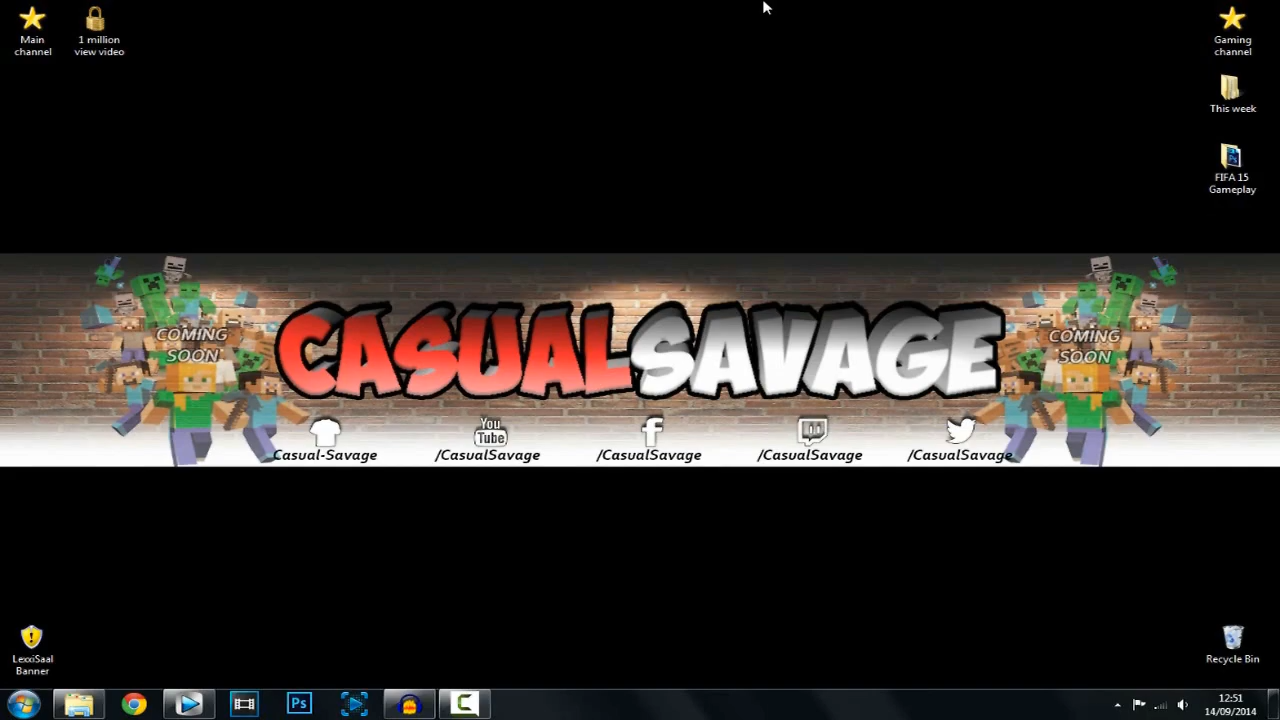 Main
channel
1 million
view video
Gaming
channel
This week
FIFA 15
Gameplay
COMING
SOON
CASUALSAVAGE
COMING
SOON
You
Tube
Casual-Savage
/CasualSavage
/CasualSavage
/CasualSavage
/CasualSavage
LexxiSaal
Banner
Recycle Bin
Ps
12:51
14/09/2014